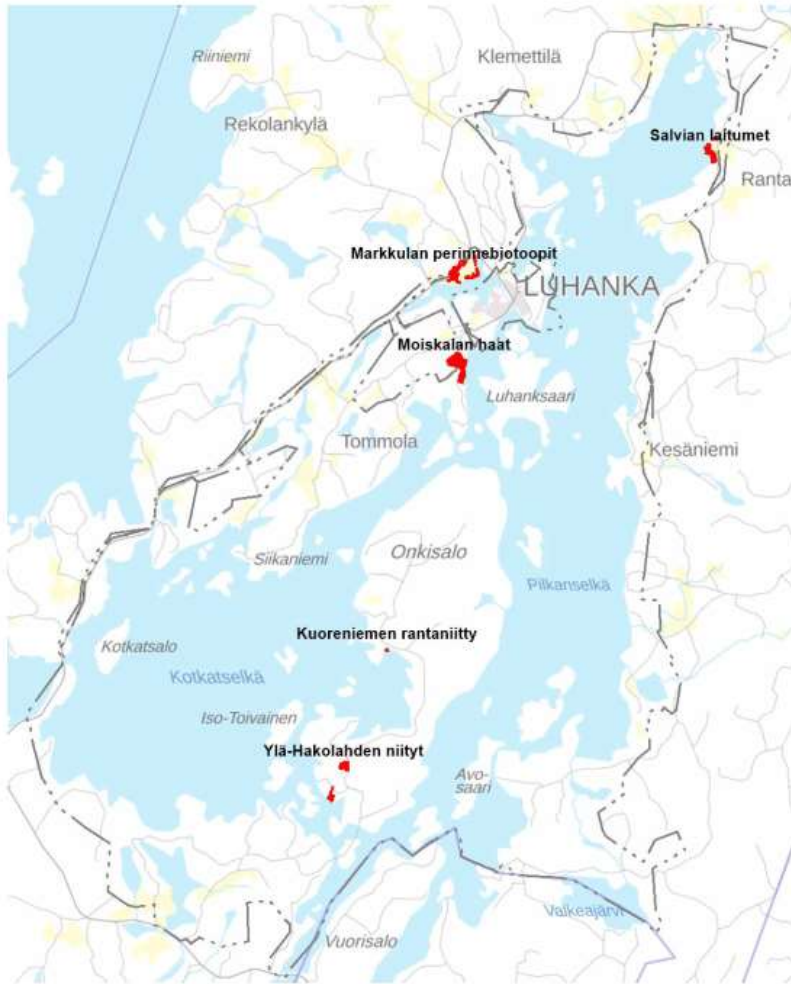 Riiniemi
Klemettilä
Rekolankylä
Salvian laitumet
Ranta
Markkulan perinnebiotoopit
LUHANKA
Moiskalan haat
Luhanksaari
Tommola
Kesäniemi
Onkisalo
Siikaniemi
Pilkanselkä
Kuoreniemen rantaniitty
Kotkatsalo
Kotkatselkä
Iso-Toivainen
Ylä-Hakolahden niityt
Avo-
saari
Valkeajärvi
Vuorisalo